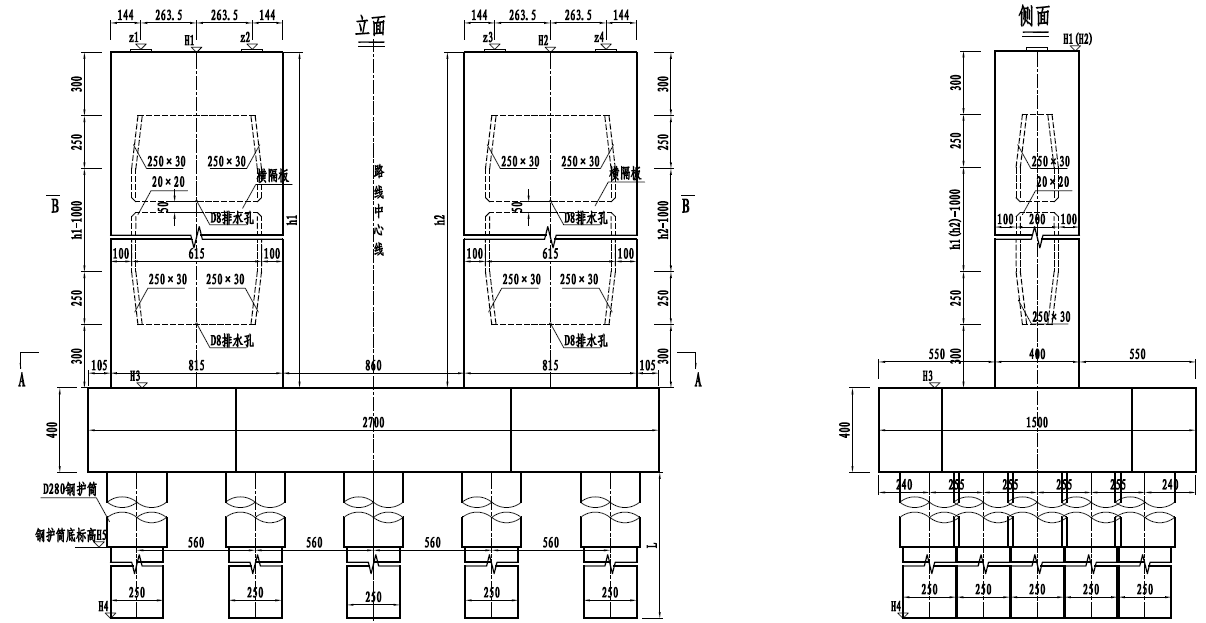 144 263.5 263.5 144
z1 H1 z2
立面
144 263.5 263.5 144
z3 H2 z4
侧面
H1(H2)
300
300
300
250
250
250
250×30 250×30
250×30 250×30
250×30
20×20
横隔板
横隔板
20×20
路线中心线
B
B
50
50
D8排水孔
D8排水孔
h1-1000
h1
h2
h2-1000
h1(h2)-1000
100 200 100
100 615 100
100 615 100
250
250×30 250×30
250×30 250×30
250
250
250×30
D8排水孔
D8排水孔
300
300
300
A
A
105 815 860 815 105
550 400 550
H3
H3
400
2700
400
1500
D280钢护筒
240 255 255 255 255 240
钢护筒底标高H5
560 560 560 560
L
250 250 250 250 250
250 250 250 250 250
H4
H4